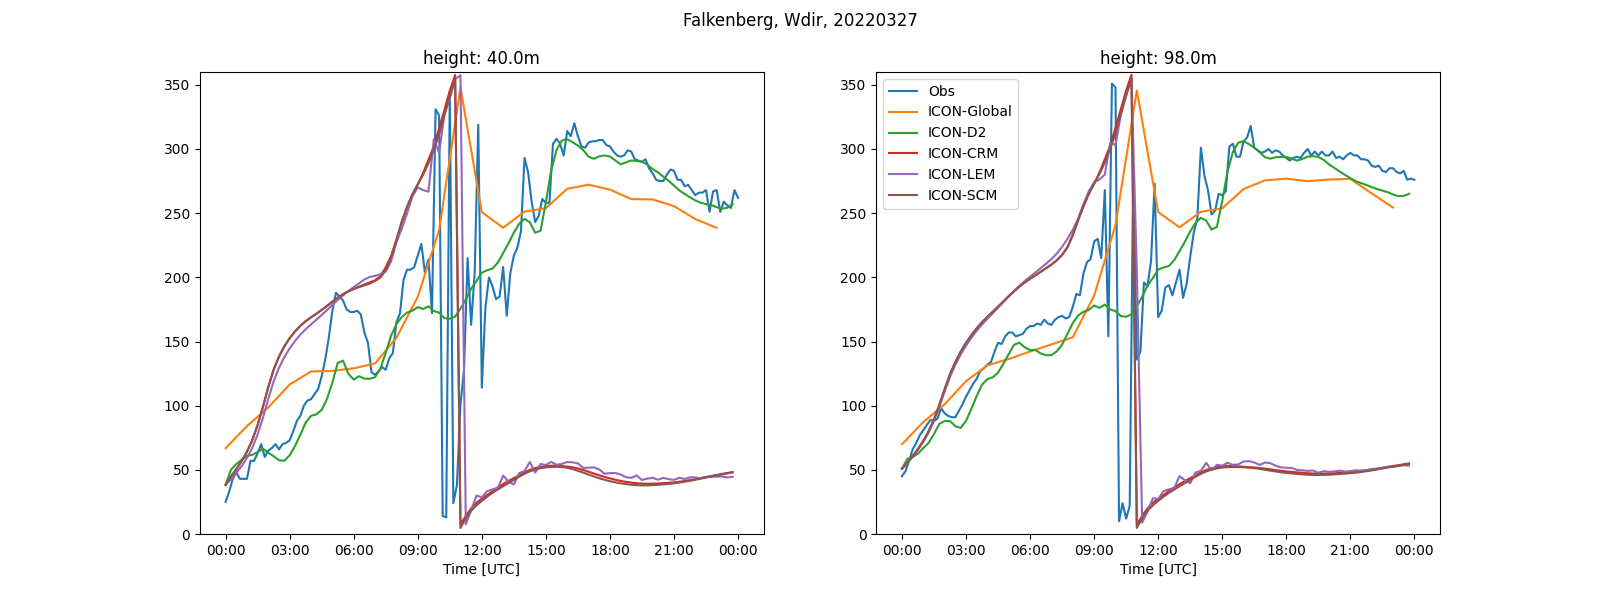 Falkenberg, Wdir, 20220327
height: 40.0m
350
300
250
200
150
100
50
0
00:00 03:00 06:00 09:00 12:00 15:00 18:00 21:00 00:00
Time [UTC]
height: 98.0m
Obs
ICON-Global
ICON-D2
ICON-CRM
ICON-LEM
ICON-SCM
350
300
250
200
150
100
50
0
00:00 03:00 06:00 09:00 12:00 15:00 18:00 21:00 00:00
Time [UTC]